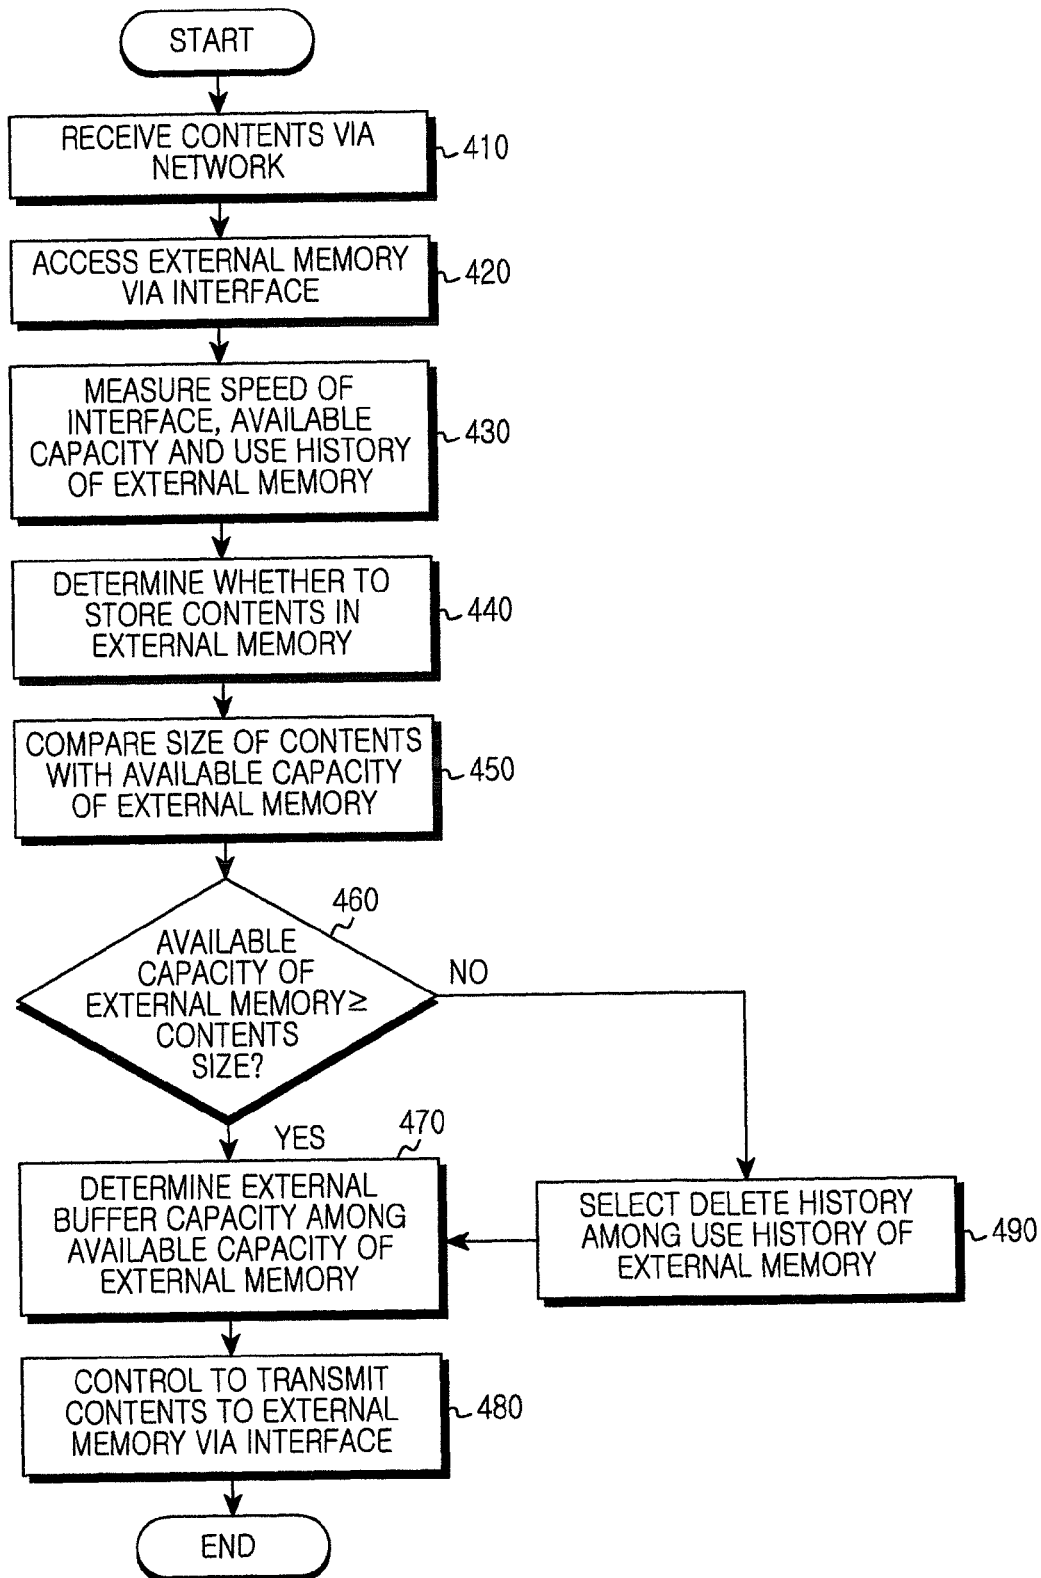 START
RECEIVE CONTENTS VIA
NETWORK
410
ACCESS EXTERNAL MEMORY
VIA INTERFACE
420
MEASURE SPEED OF
INTERFACE, AVAILABLE
CAPACITY AND USE HISTORY
OF EXTERNAL MEMORY
430
DETERMINE WHETHER TO
STORE CONTENTS IN
EXTERNAL MEMORY
440
COMPARE SIZE OF CONTENTS
WITH AVAILABLE CAPACITY
OF EXTERNAL MEMORY
450
460
AVAILABLE
CAPACITY OF
EXTERNAL MEMORY≥
CONTENTS
SIZE?
NO
YES
470
DETERMINE EXTERNAL
BUFFER CAPACITY AMONG
AVAILABLE CAPACITY OF
EXTERNAL MEMORY
SELECT DELETE HISTORY
AMONG USE HISTORY OF
EXTERNAL MEMORY
490
CONTROL TO TRANSMIT
CONTENTS TO EXTERNAL
MEMORY VIA INTERFACE
480
END